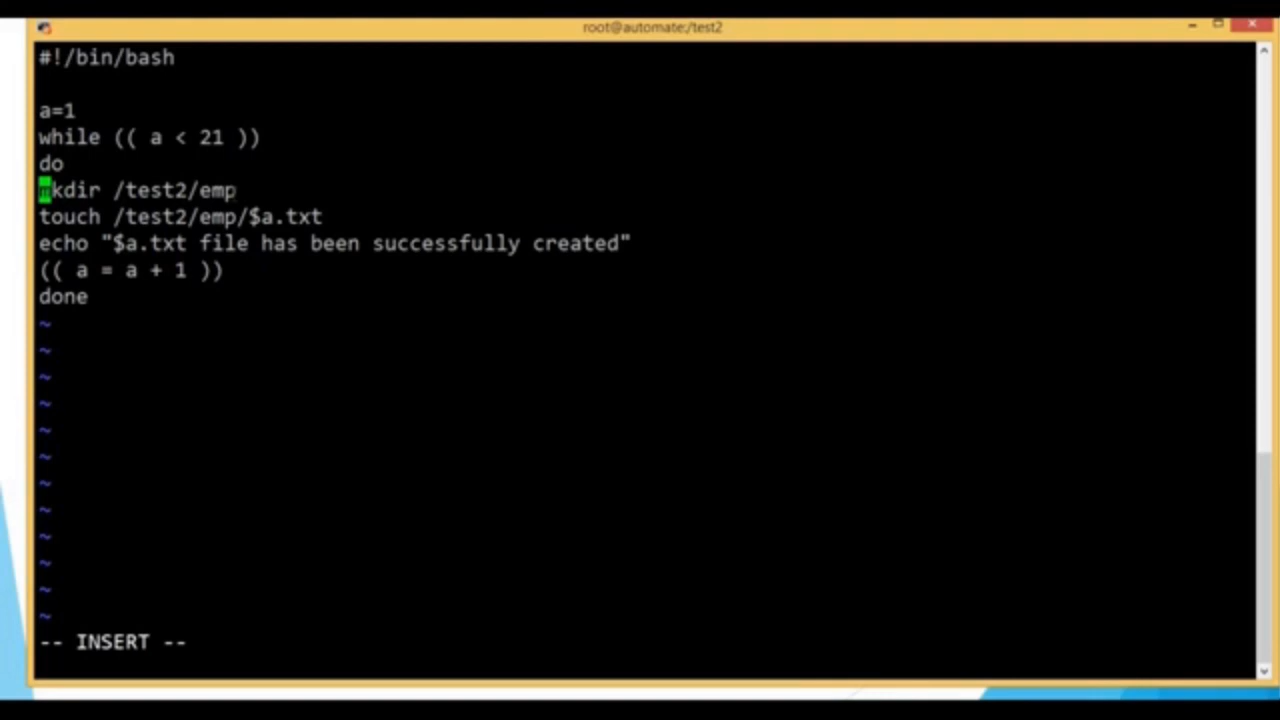 root@automate:/test2
#!/bin/bash
a=1
while (( a < 21 ))
do
mkdir /test2/emp
touch /test2/emp/$a.txt
echo "$a.txt file has been successfully created"
(( a = a + 1 ))
done
~
~
~
~
~
~
~
~
~
~
~
~
-- INSERT --